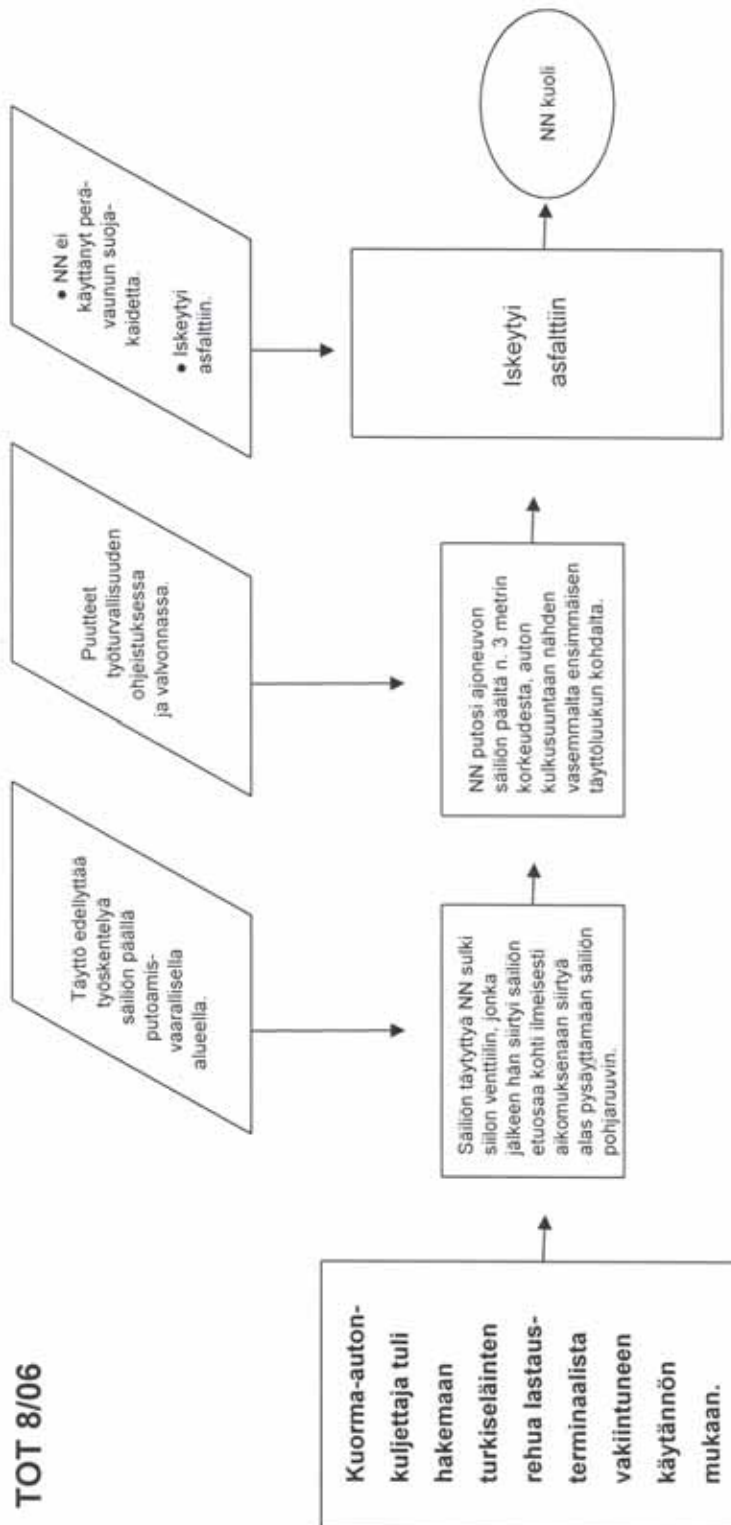 TOT 8/06
Kuorma-auton-
kuljettaja tuli
hakemaan
turkiseläinten
rehua lastaus-
terminaalista
vakiintuneen
käytännön
mukaan.
Täyttö edellyttää
työskentelyä
säiliön päällä
putoamis-
vaarallisella
alueella.
Säiliön täytyttyä NN sulki
siilon venttiilin, jonka
jälkeen hän siirtyi säiliön
etuosaa kohti ilmeisesti
aikomuksenaan siirtyä
alas pysäyttämään säiliön
pohjaruuvin.
Puutteet
työturvallisuuden
ohjeistuksessa
ja valvonnassa.
NN putosi ajoneuvon
säiliön päältä n. 3 metrin
korkeudesta, auton
kulkusuuntaan nähden
vasemmalta ensimmäisen
täyttöluukun kohdalta.
• NN ei
käyttänyt perä-
vaunun suoja-
kaidetta.
• Iskeytyi
asfalttiin.
Iskeytyi
asfalttiin
NN kuoli